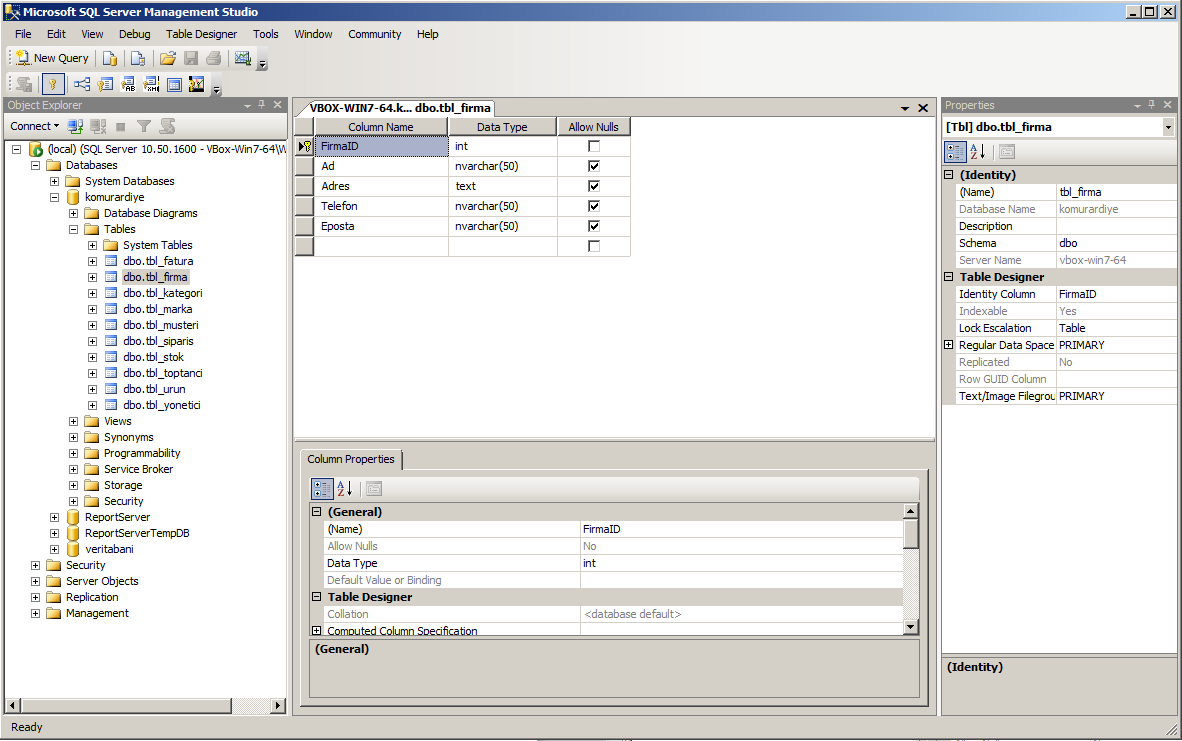 Microsoft SQL Server Management Studio
File Edit View Debug Table Designer Tools Window Community Help
New Query
Object Explorer
Connect
(local) (SQL Server 10.50.1600 - VBox-Win7-64\W
Databases
System Databases
komurardiye
Database Diagrams
Tables
System Tables
dbo.tbl_fatura
dbo.tbl_firma
dbo.tbl_kategori
dbo.tbl_marka
dbo.tbl_musteri
dbo.tbl_siparis
dbo.tbl_stok
dbo.tbl_toptanci
dbo.tbl_urun
dbo.tbl_yonetici
Views
Synonyms
Programmability
Service Broker
Storage
Security
ReportServer
ReportServerTempDB
veritabani
Security
Server Objects
Replication
Management
VBOX-WIN7-64.k... dbo.tbl_firma
Column Name Data Type Allow Nulls
FirmaID int
Ad nvarchar(50)
Adres text
Telefon nvarchar(50)
Eposta nvarchar(50)
Column Properties
(General)
(Name) FirmaID
Allow Nulls No
Data Type int
Default Value or Binding
Table Designer
Collation <database default>
Computed Column Specification
(General)
Properties
[Tbl] dbo.tbl_firma
(Identity)
(Name) tbl_firma
Database Name komurardiye
Description
Schema dbo
Server Name vbox-win7-64
Table Designer
Identity Column FirmaID
Indexable Yes
Lock Escalation Table
Regular Data Space PRIMARY
Replicated No
Row GUID Column
Text/Image Filegrou PRIMARY
(Identity)
Ready